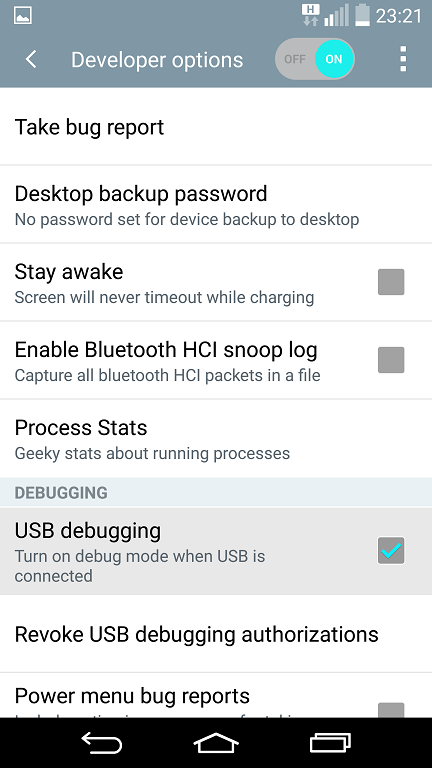 H
23:21
Developer options
OFF
ON
Take bug report
Desktop backup password
No password set for device backup to desktop
Stay awake
Screen will never timeout while charging
Enable Bluetooth HCI snoop log
Capture all bluetooth HCI packets in a file
Process Stats
Geeky stats about running processes
DEBUGGING
USB debugging
Turn on debug mode when USB is
connected
Revoke USB debugging authorizations
Power menu bug reports